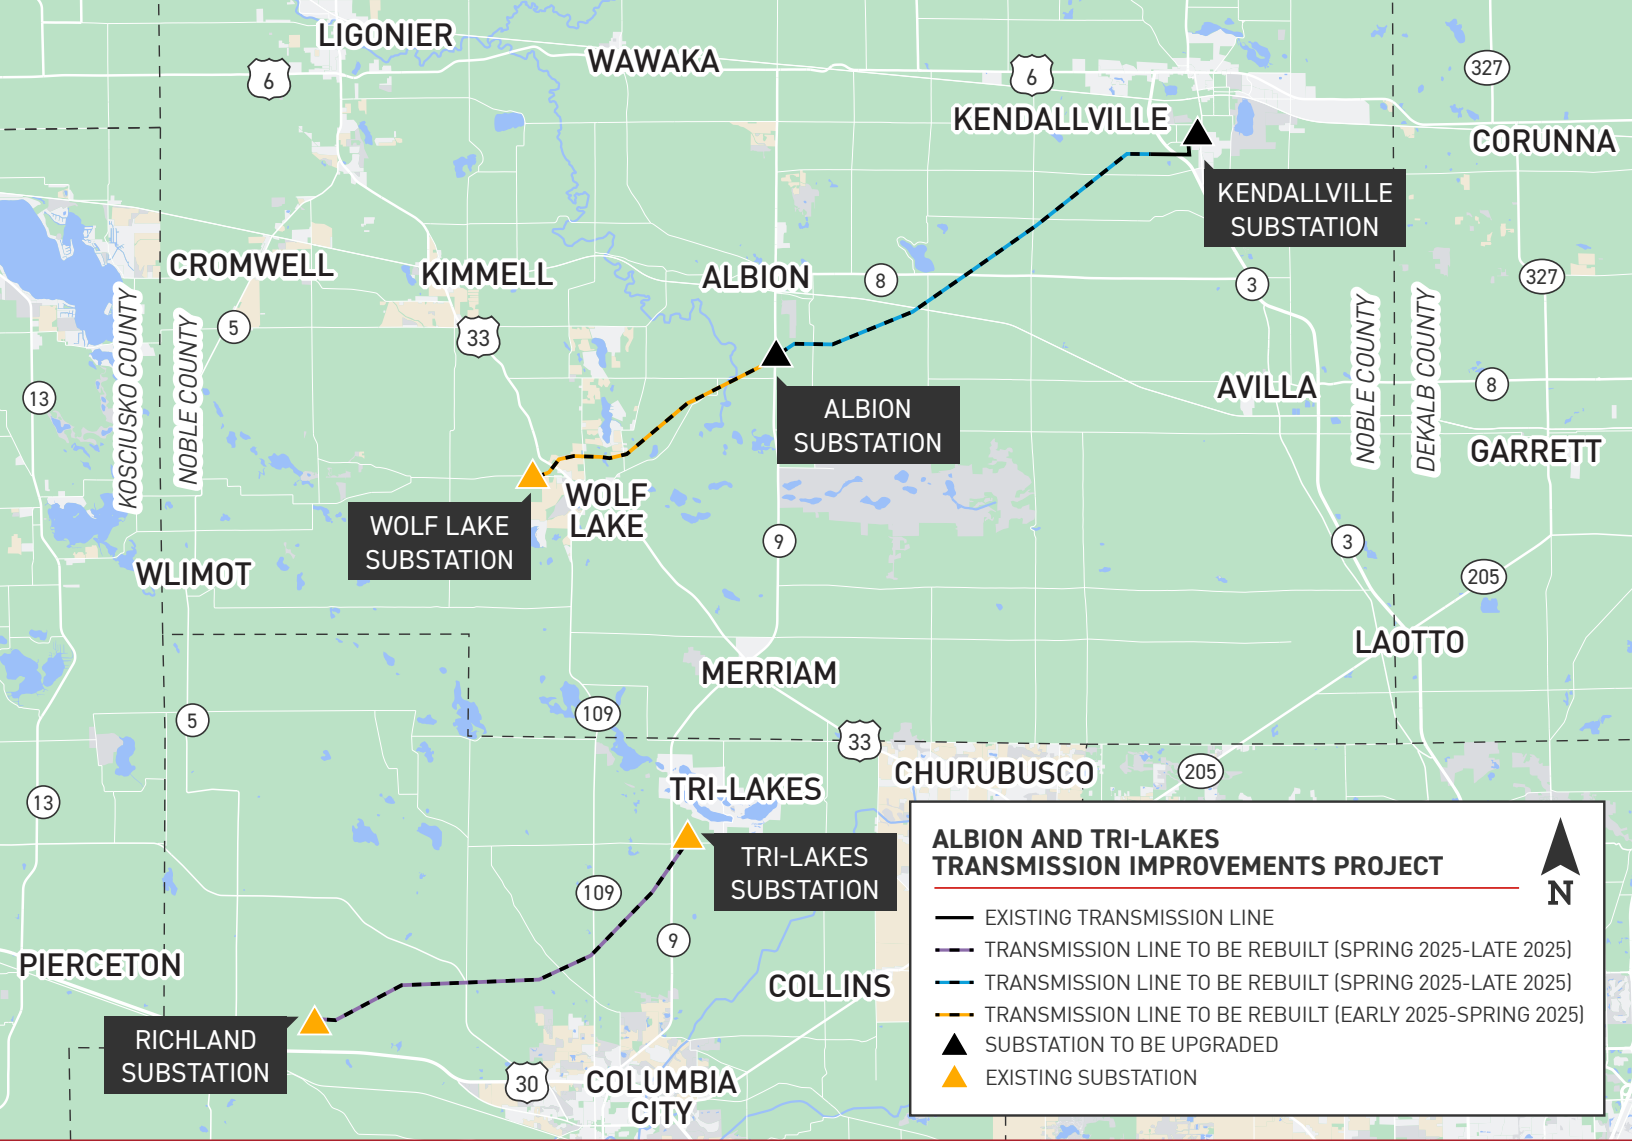 LIGONIER
WAWAKA
6
6
327
KENDALLVILLE
CORUNNA
KENDALLVILLE
SUBSTATION
CROMWELL
KIMMELL
ALBION
8
3
327
5
33
KOSCIUSKO COUNTY
NOBLE COUNTY
NOBLE COUNTY
DEKALB COUNTY
13
AVILLA
8
ALBION
SUBSTATION
GARRETT
WOLF
LAKE
WOLF LAKE
SUBSTATION
9
3
WLIMOT
205
LAOTTO
MERRIAM
5
109
33
CHURUBUSCO
205
13
TRI-LAKES
TRI-LAKES
SUBSTATION
109
9
PIERCETON
COLLINS
RICHLAND
SUBSTATION
30
COLUMBIA
CITY
ALBION AND TRI-LAKES
TRANSMISSION IMPROVEMENTS PROJECT
N
EXISTING TRANSMISSION LINE
TRANSMISSION LINE TO BE REBUILT (SPRING 2025-LATE 2025)
TRANSMISSION LINE TO BE REBUILT (SPRING 2025-LATE 2025)
TRANSMISSION LINE TO BE REBUILT (EARLY 2025-SPRING 2025)
SUBSTATION TO BE UPGRADED
EXISTING SUBSTATION